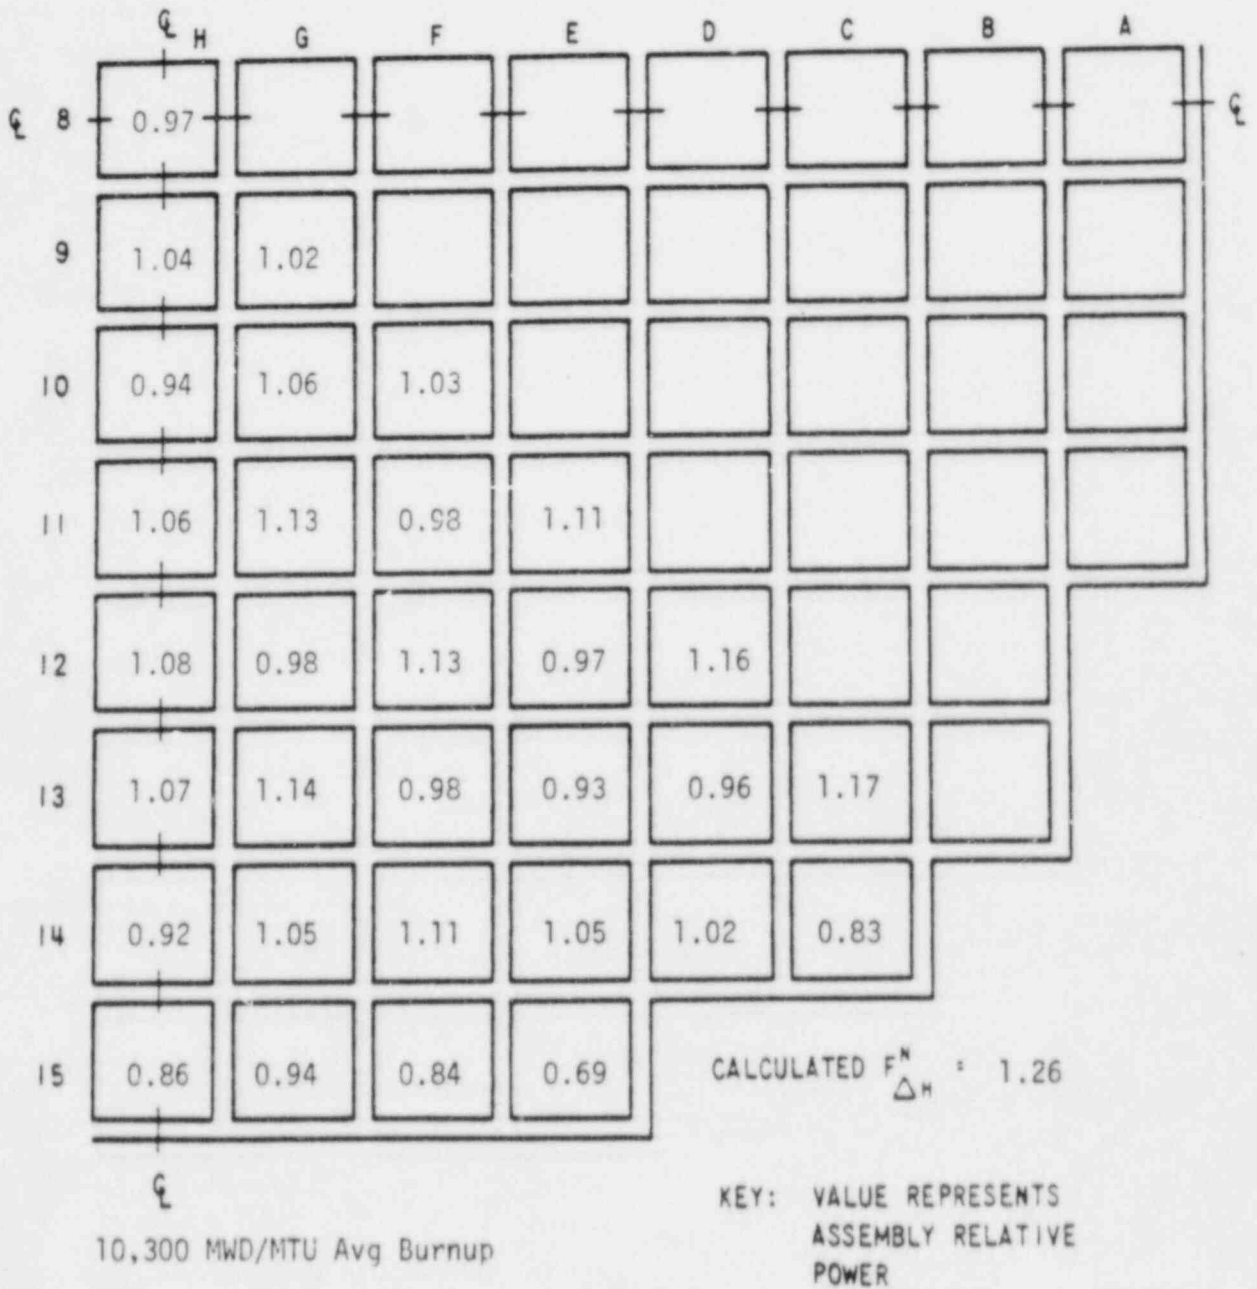 ℄ H G F E D C B A
℄ 8 0.97 ℄
9 1.04 1.02
10 0.94 1.06 1.03
11 1.06 1.13 0.98 1.11
12 1.08 0.98 1.13 0.97 1.16
13 1.07 1.14 0.98 0.93 0.96 1.17
14 0.92 1.05 1.11 1.05 1.02 0.83
15 0.86 0.94 0.84 0.69
CALCULATED F^N_ΔH = 1.26
℄
KEY: VALUE REPRESENTS
ASSEMBLY RELATIVE
POWER
10,300 MWD/MTU Avg Burnup